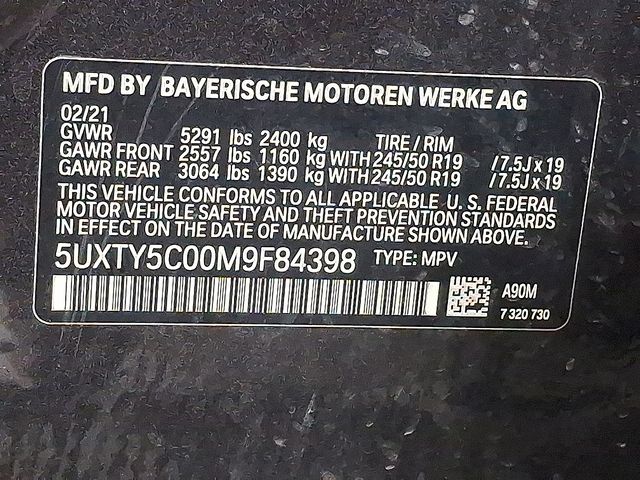 MFD BY BAYERISCHE MOTOREN WERKE AG
02/21
GVWR 5291 lbs 2400 kg TIRE / RIM
GAWR FRONT 2557 lbs 1160 kg WITH 245/50 R19 /7.5J x 19
GAWR REAR 3064 lbs 1390 kg WITH 245/50 R19 /7.5J x 19
THIS VEHICLE CONFORMS TO ALL APPLICABLE U. S. FEDERAL
MOTOR VEHICLE SAFETY AND THEFT PREVENTION STANDARDS
IN EFFECT ON THE DATE OF MANUFACTURE SHOWN ABOVE.
5UXTY5C00M9F84398 TYPE: MPV
A90M
7 320 730